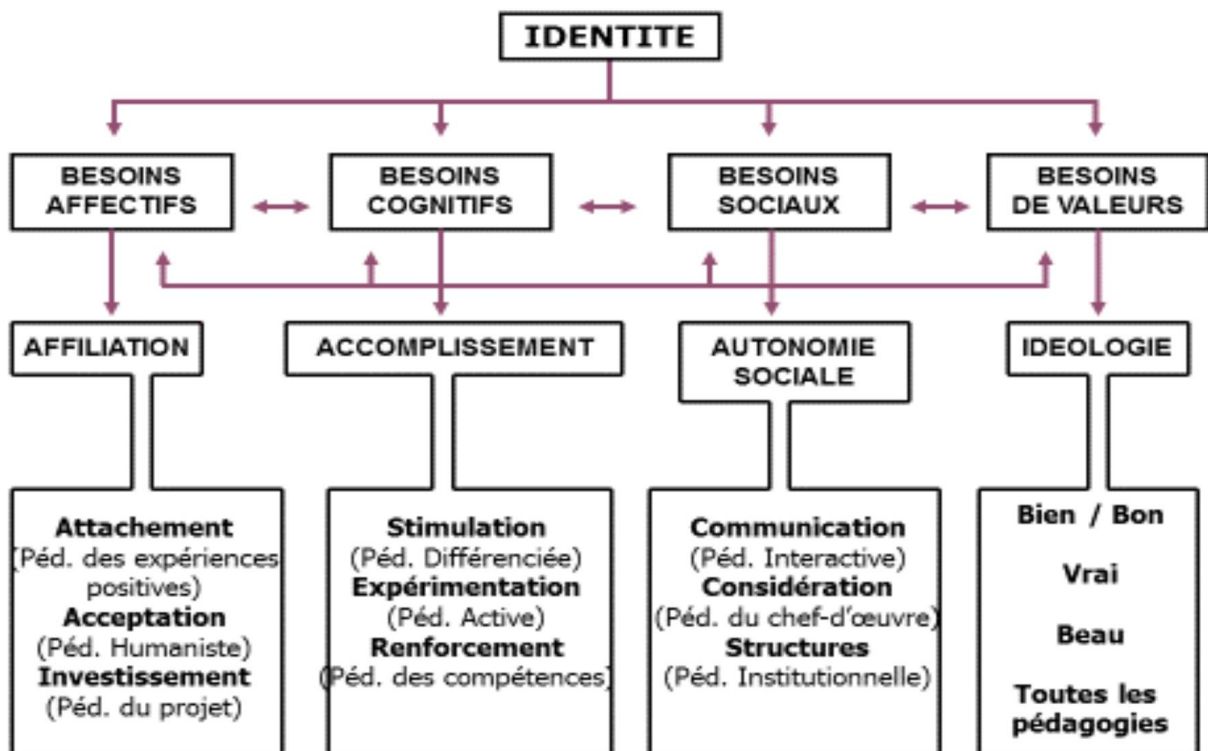 IDENTITE
BESOINS
AFFECTIFS
BESOINS
COGNITIFS
BESOINS
SOCIAUX
BESOINS
DE VALEURS
AFFILIATION
ACCOMPLISSEMENT
AUTONOMIE
SOCIALE
IDEOLOGIE
Attachement
(Péd. des expériences
positives)
Acceptation
(Péd. Humaniste)
Investissement
(Péd. du projet)
Stimulation
(Péd. Différenciée)
Expérimentation
(Péd. Active)
Renforcement
(Péd. des compétences)
Communication
(Péd. Interactive)
Considération
(Péd. du chef-d'œuvre)
Structures
(Péd. Institutionnelle)
Bien / Bon
Vrai
Beau
Toutes les
pédagogies